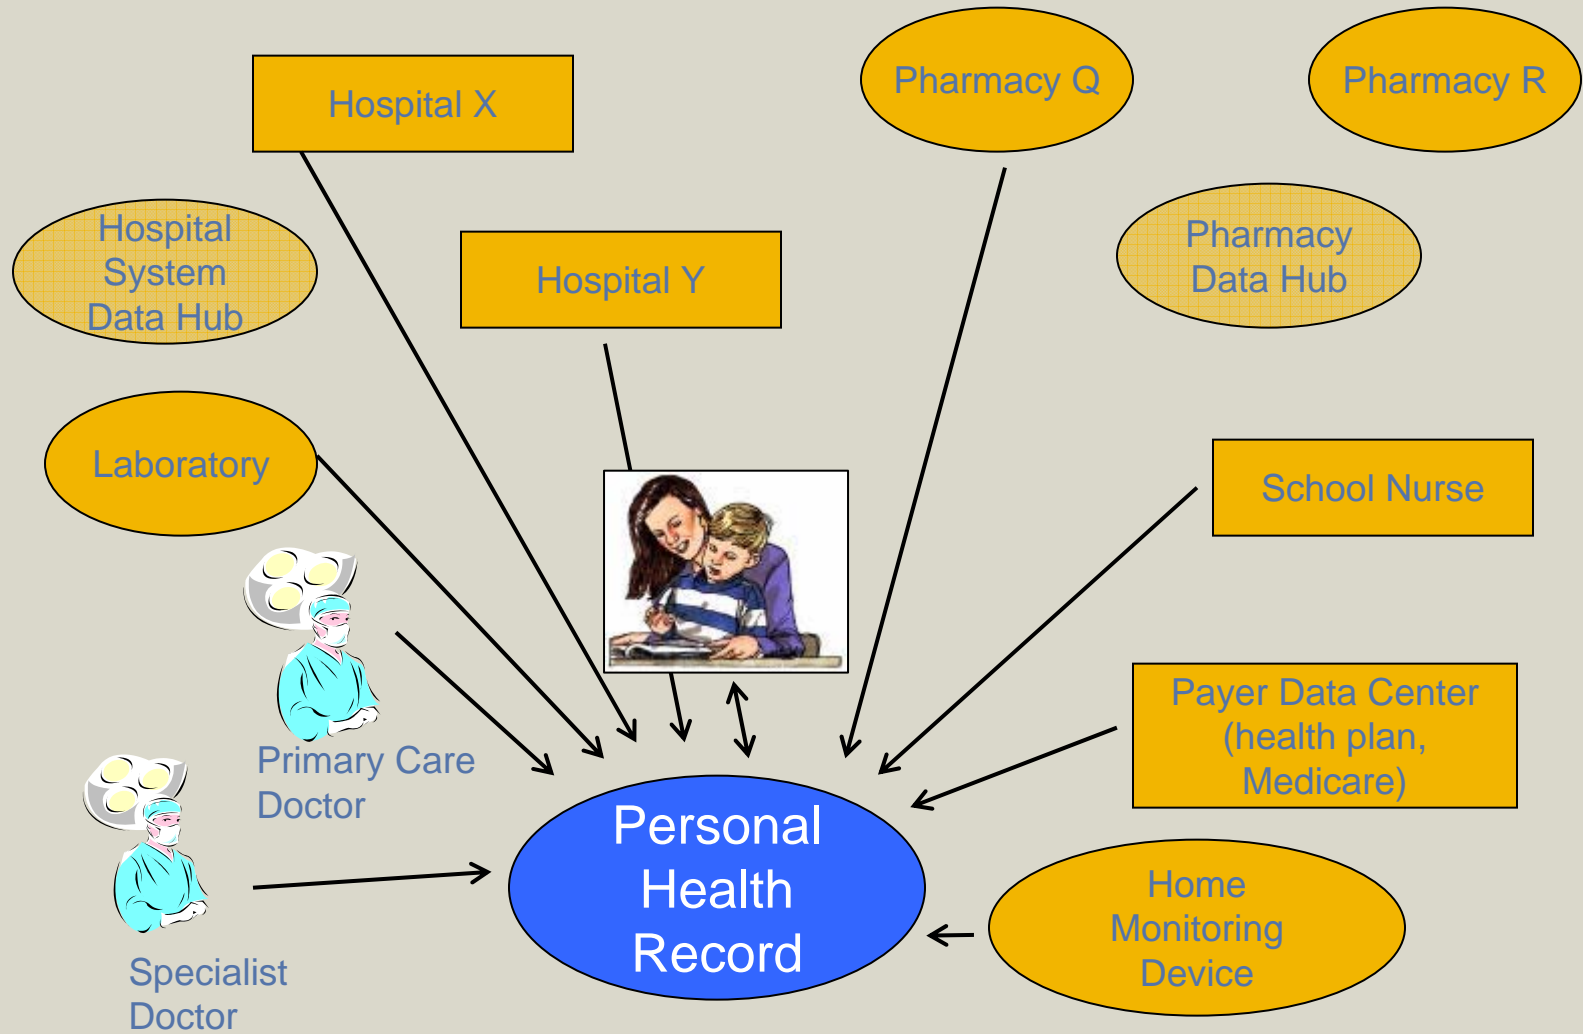 Hospital X
Pharmacy Q
Pharmacy R
Hospital
System
Data Hub
Hospital Y
Pharmacy
Data Hub
Laboratory
School Nurse
Primary Care
Doctor
Payer Data Center
(health plan,
Medicare)
Personal
Health
Record
Home
Monitoring
Device
Specialist
Doctor